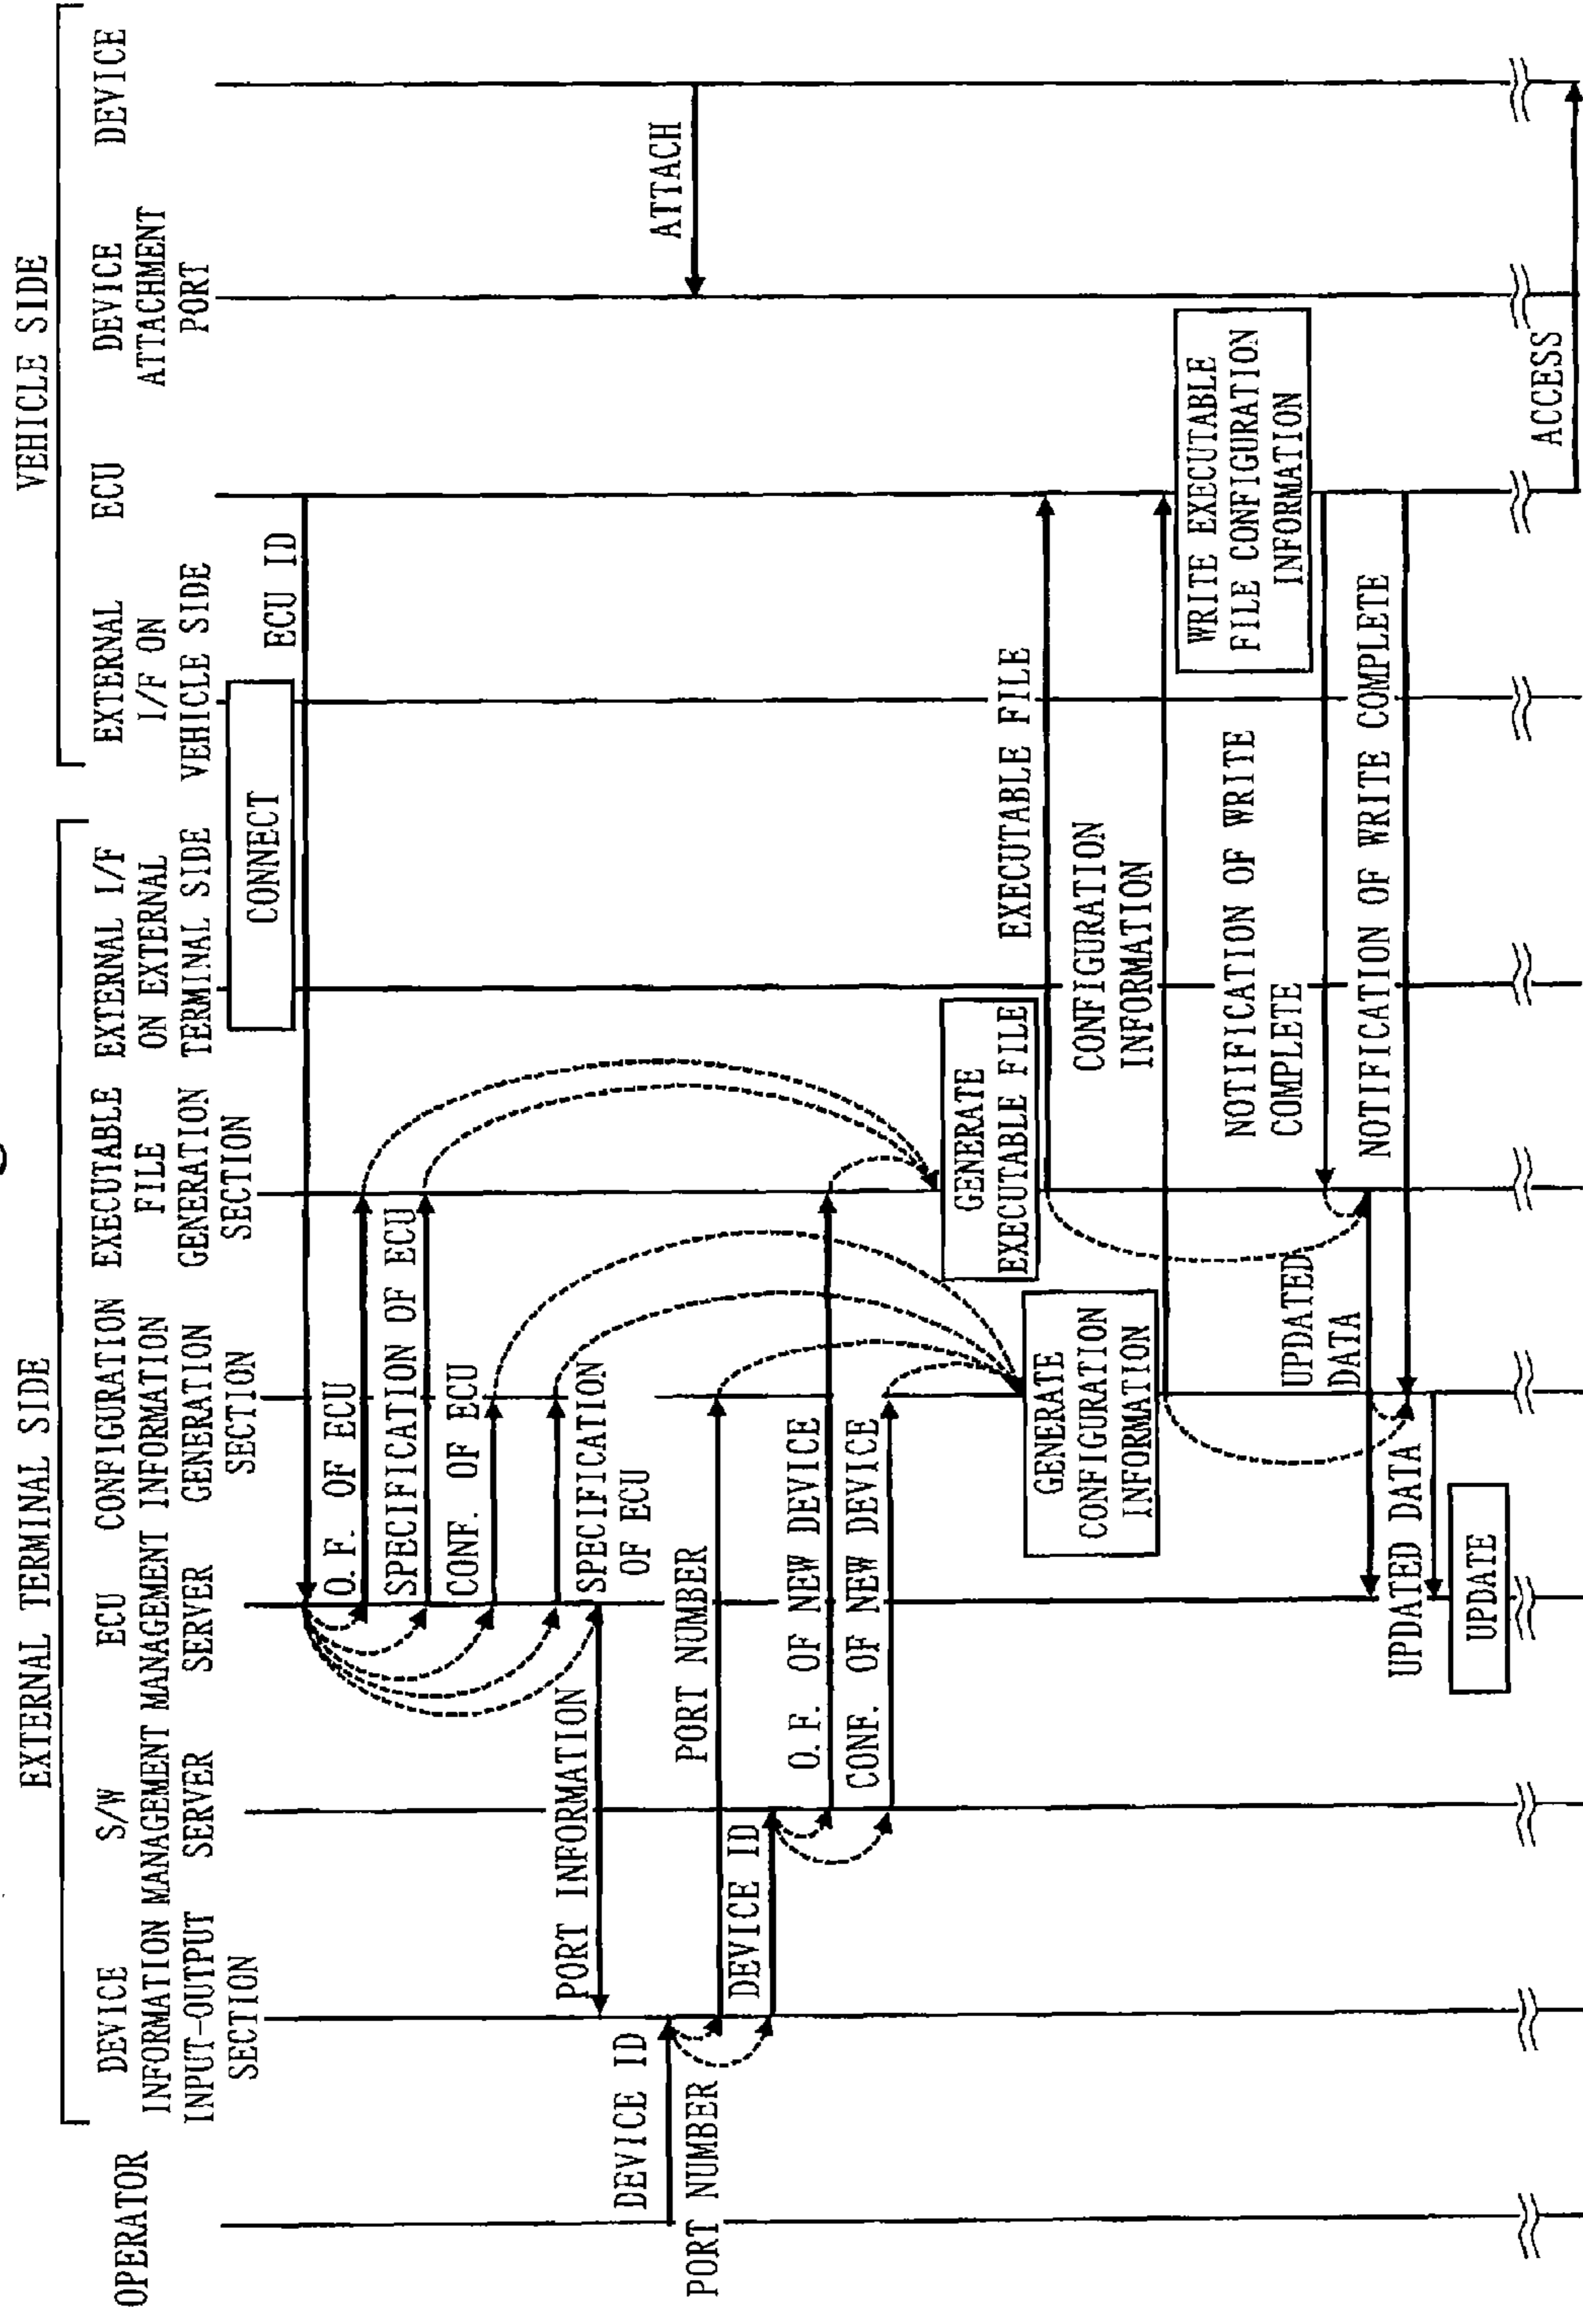 EXTERNAL TERMINAL SIDE
VEHICLE SIDE
OPERATOR
DEVICE
INFORMATION
INPUT-OUTPUT
SECTION
S/W
MANAGEMENT
SERVER
ECU
MANAGEMENT
SERVER
CONFIGURATION
INFORMATION
GENERATION
SECTION
EXECUTABLE
FILE
GENERATION
SECTION
EXTERNAL I/F
ON EXTERNAL
TERMINAL SIDE
EXTERNAL
I/F ON
VEHICLE SIDE
ECU
DEVICE
ATTACHMENT
PORT
DEVICE
CONNECT
ECU ID
O.F. OF ECU
SPECIFICATION OF ECU
CONF. OF ECU
SPECIFICATION
OF ECU
PORT INFORMATION
DEVICE ID
PORT NUMBER
ATTACH
PORT NUMBER
DEVICE ID
O.F. OF NEW DEVICE
CONF. OF NEW DEVICE
GENERATE
EXECUTABLE FILE
EXECUTABLE FILE
GENERATE
CONFIGURATION
INFORMATION
CONFIGURATION
INFORMATION
WRITE EXECUTABLE
FILE CONFIGURATION
INFORMATION
NOTIFICATION OF WRITE
COMPLETE
UPDATED
DATA
NOTIFICATION OF WRITE COMPLETE
UPDATED DATA
UPDATE
ACCESS